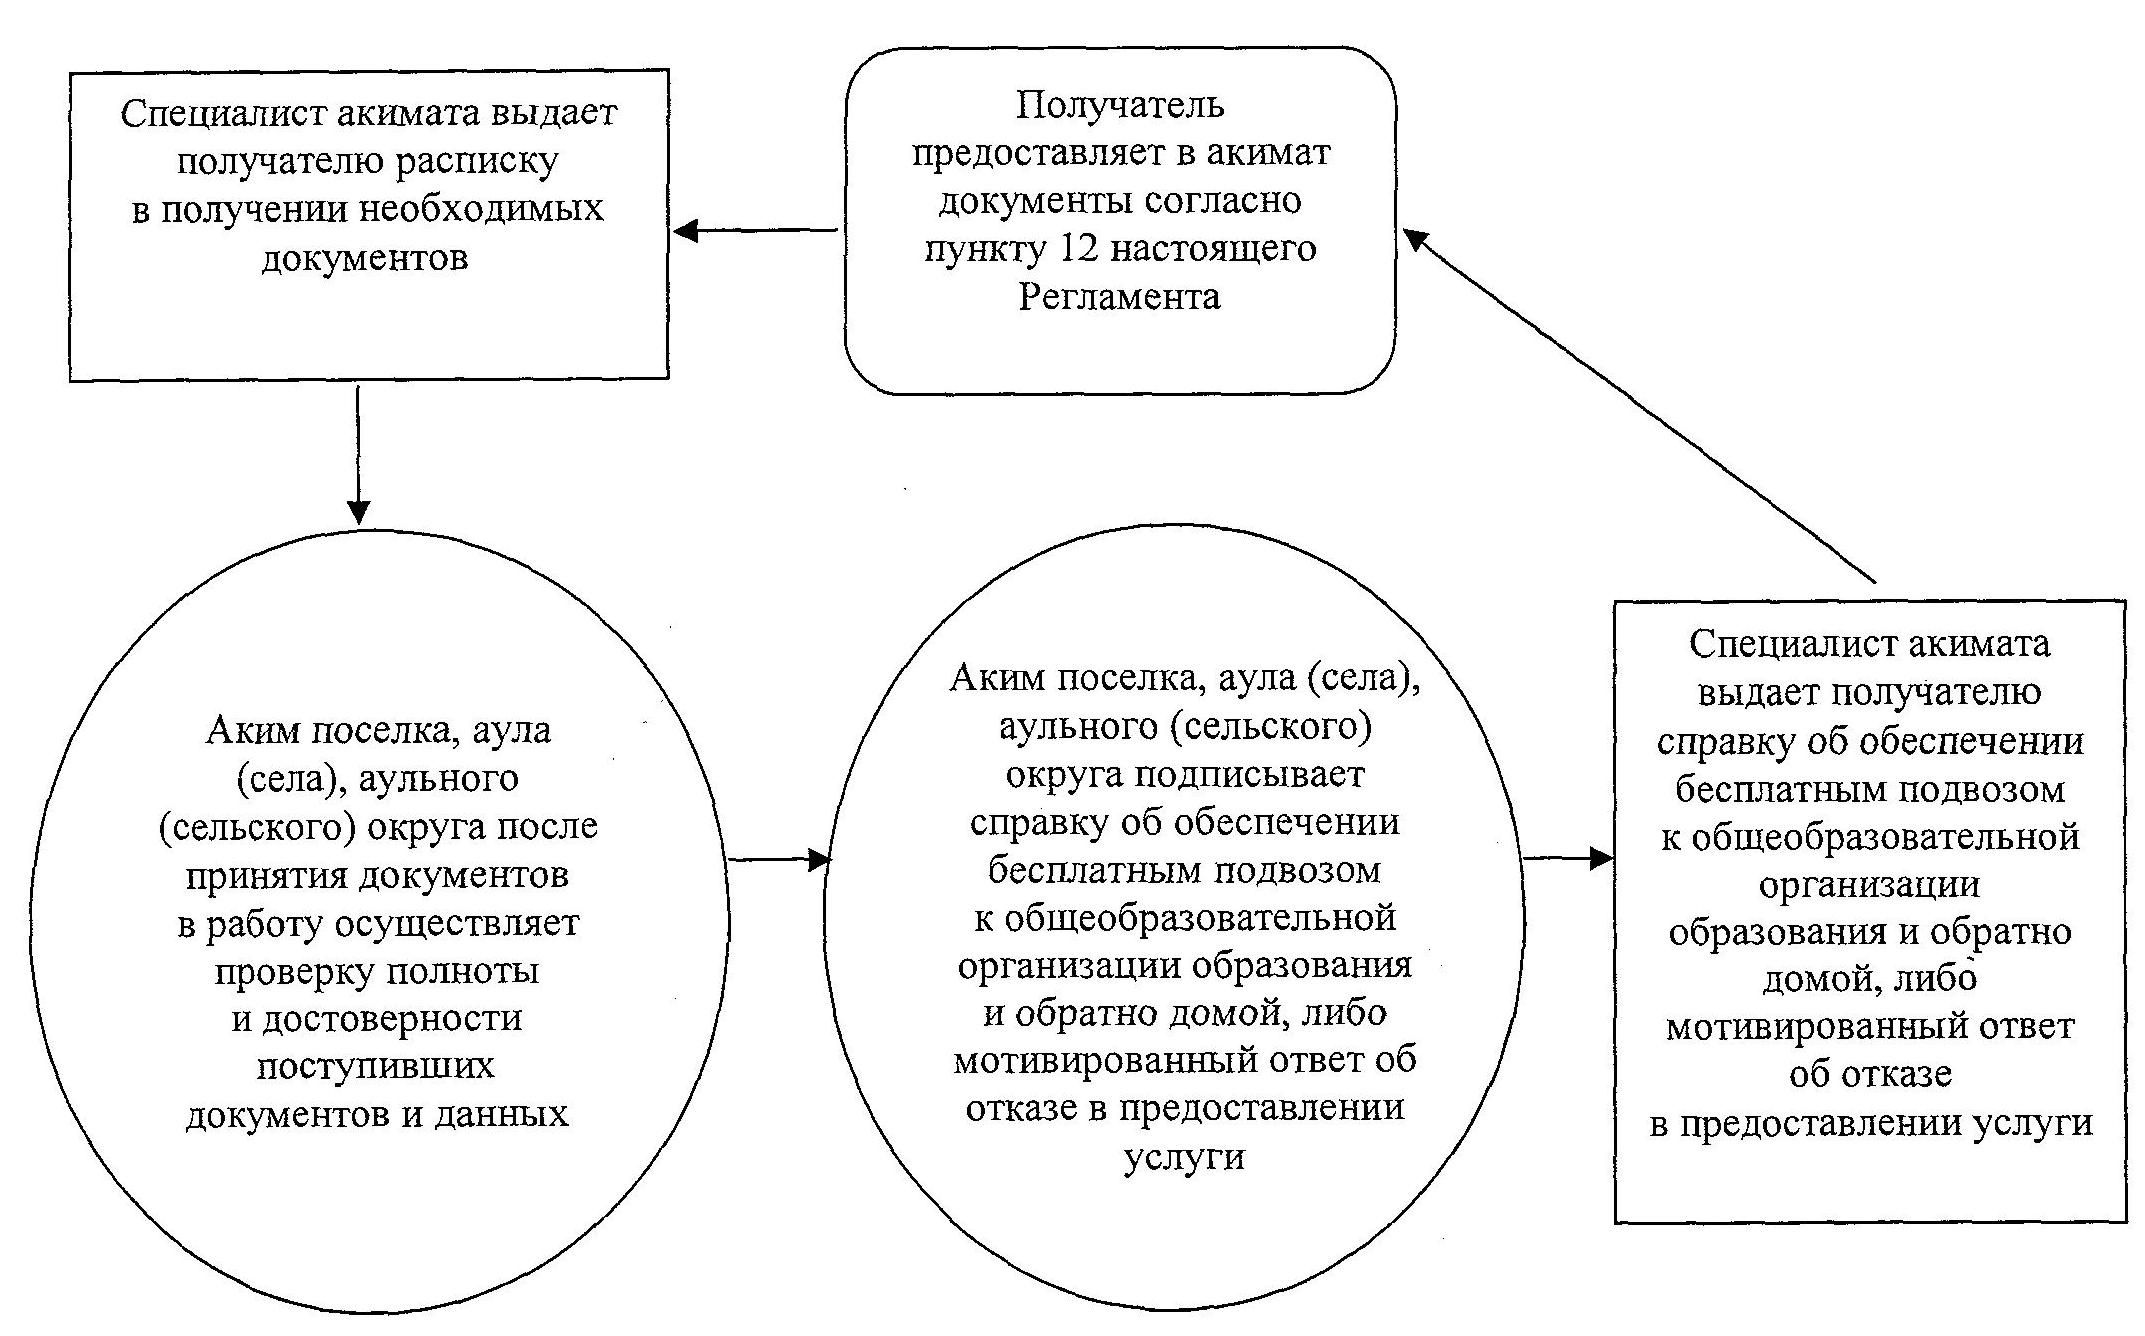 Специалист акимата выдает
получателю расписку
в получении необходимых
документов
Получатель
предоставляет в акимат
документы согласно
пункту 12 настоящего
Регламента
Аким поселка, аула
(села), аульного
(сельского) округа после
принятия документов
в работу осуществляет
проверку полноты
и достоверности
поступивших
документов и данных
Аким поселка, аула (села),
аульного (сельского)
округа подписывает
справку об обеспечении
бесплатным подвозом
к общеобразовательной
организации образования
и обратно домой, либо
мотивированный ответ об
отказе в предоставлении
услуги
Специалист акимата
выдает получателю
справку об обеспечении
бесплатным подвозом
к общеобразовательной
организации
образования и обратно
домой, либо
мотивированный ответ
об отказе
в предоставлении услуги